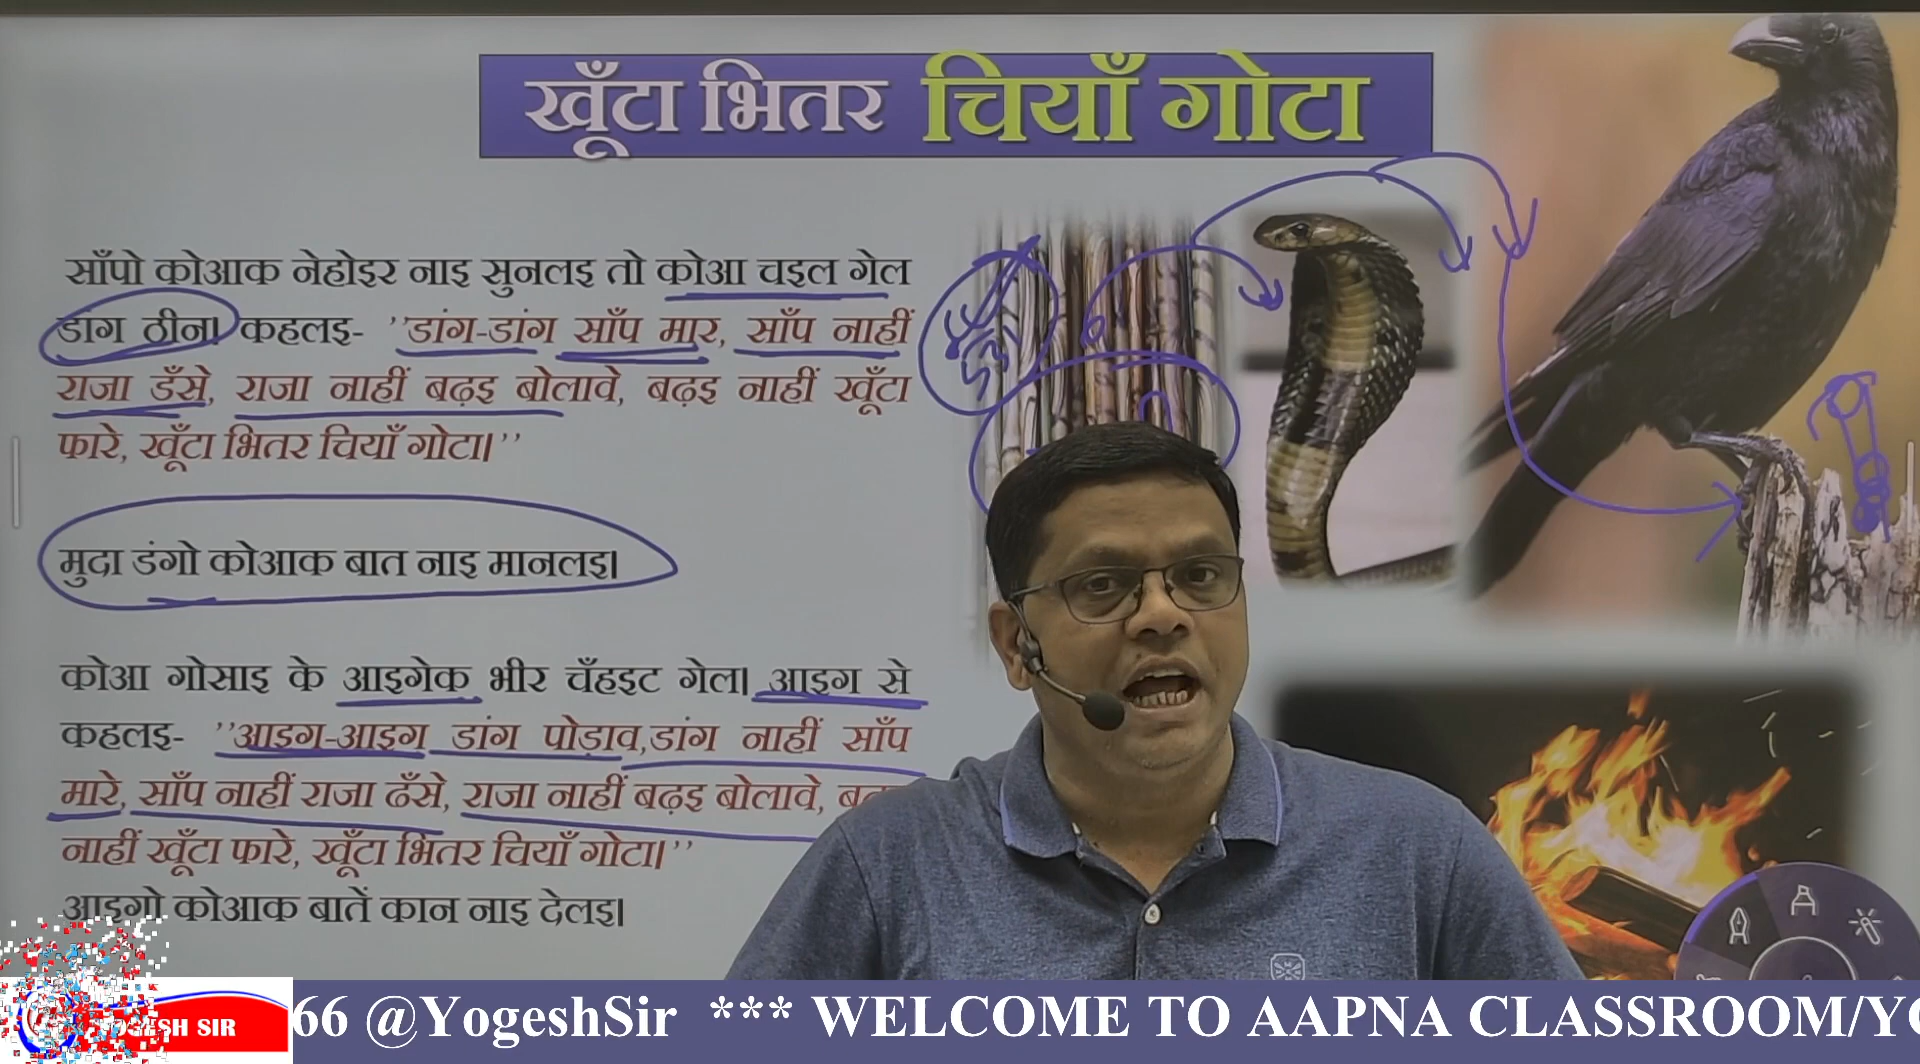 खूँटा भितर चियाँ गोटा
साँपो कोआक नेहोइर नाइ सुनलइ तो कोआ चइल गेल
डांग ठीन। कहलइ- ’’डांग-डांग साँप मार, साँप नाहीं
राजा डँसे, राजा नाहीं बढ़इ बोलावे, बढ़इ नाहीं खूँटा
फारे, खूँटा भितर चियाँ गोटा।’’
मुदा डंगो कोआक बात नाइ मानलइ।
कोआ गोसाइ के आइगेक भीर चँहइट गेल। आइग से
कहलइ- ’’आइग-आइग डांग पोड़ाव,डांग नाहीं साँप
मारे, साँप नाहीं राजा ढँसे, राजा नाहीं बढ़इ बोलावे,
नाहीं खूँटा फारे, खूँटा भितर चियाँ गोटा।’’
आइगो कोआक बातें कान नाइ देलइ।
SIR 66 @YogeshSir *** WELCOME TO AAPNA CLASSROOM/